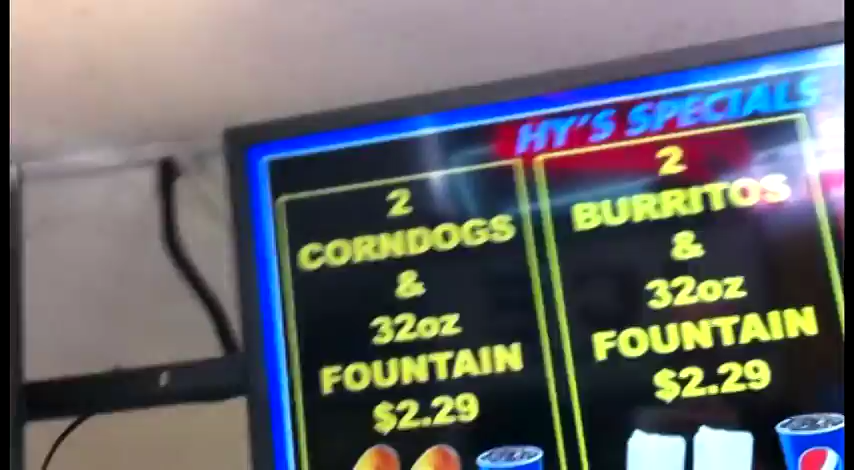 HY'S SPECIALS
2
CORNDOGS
&
32oz
FOUNTAIN
$2.29
2
BURRITOS
&
32oz
FOUNTAIN
$2.29